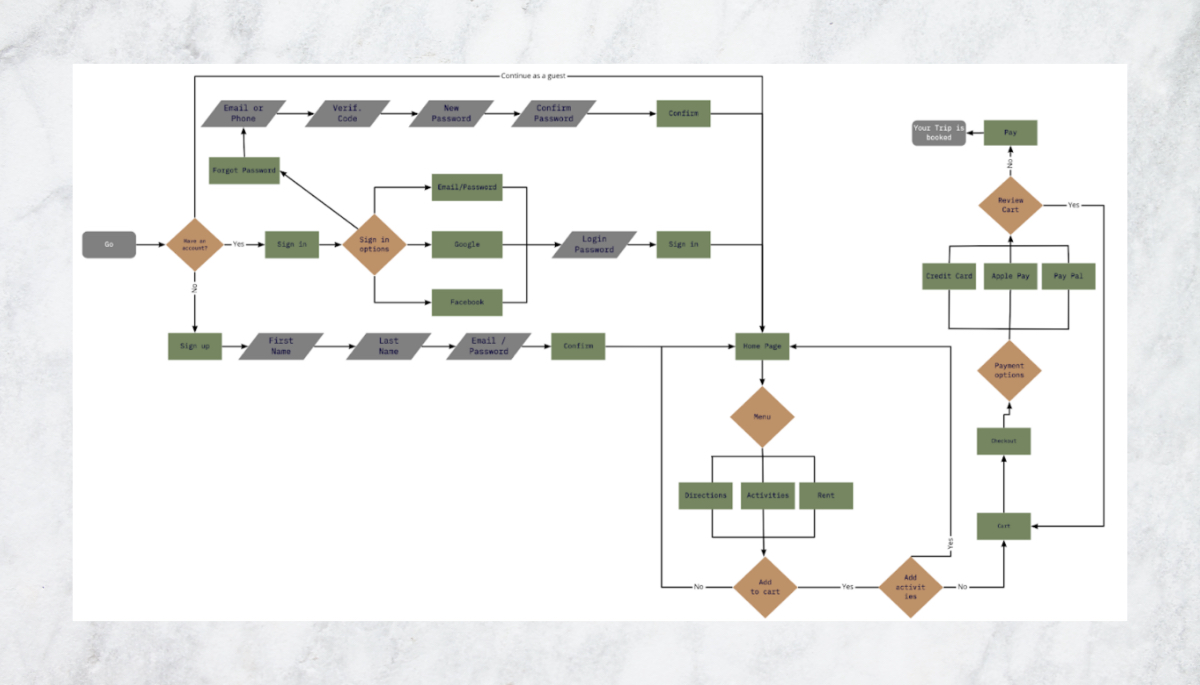 Continue as a guest
Email or
Phone
Verif.
Code
New
Password
Confirm
Password
Confirm
Forgot Password
Go
Have an
account?
Yes
Sign in
Sign in
options
Email/Password
Google
Facebook
Login
Password
Sign in
No
Sign up
First
Name
Last
Name
Email /
Password
Confirm
Home Page
Menu
Directions
Activities
Rent
Add
to cart
No
Yes
Add
activit
ies
Yes
No
Cart
Checkout
Payment
options
Credit Card
Apple Pay
Pay Pal
Review
Cart
Yes
No
Pay
Your Trip is
booked